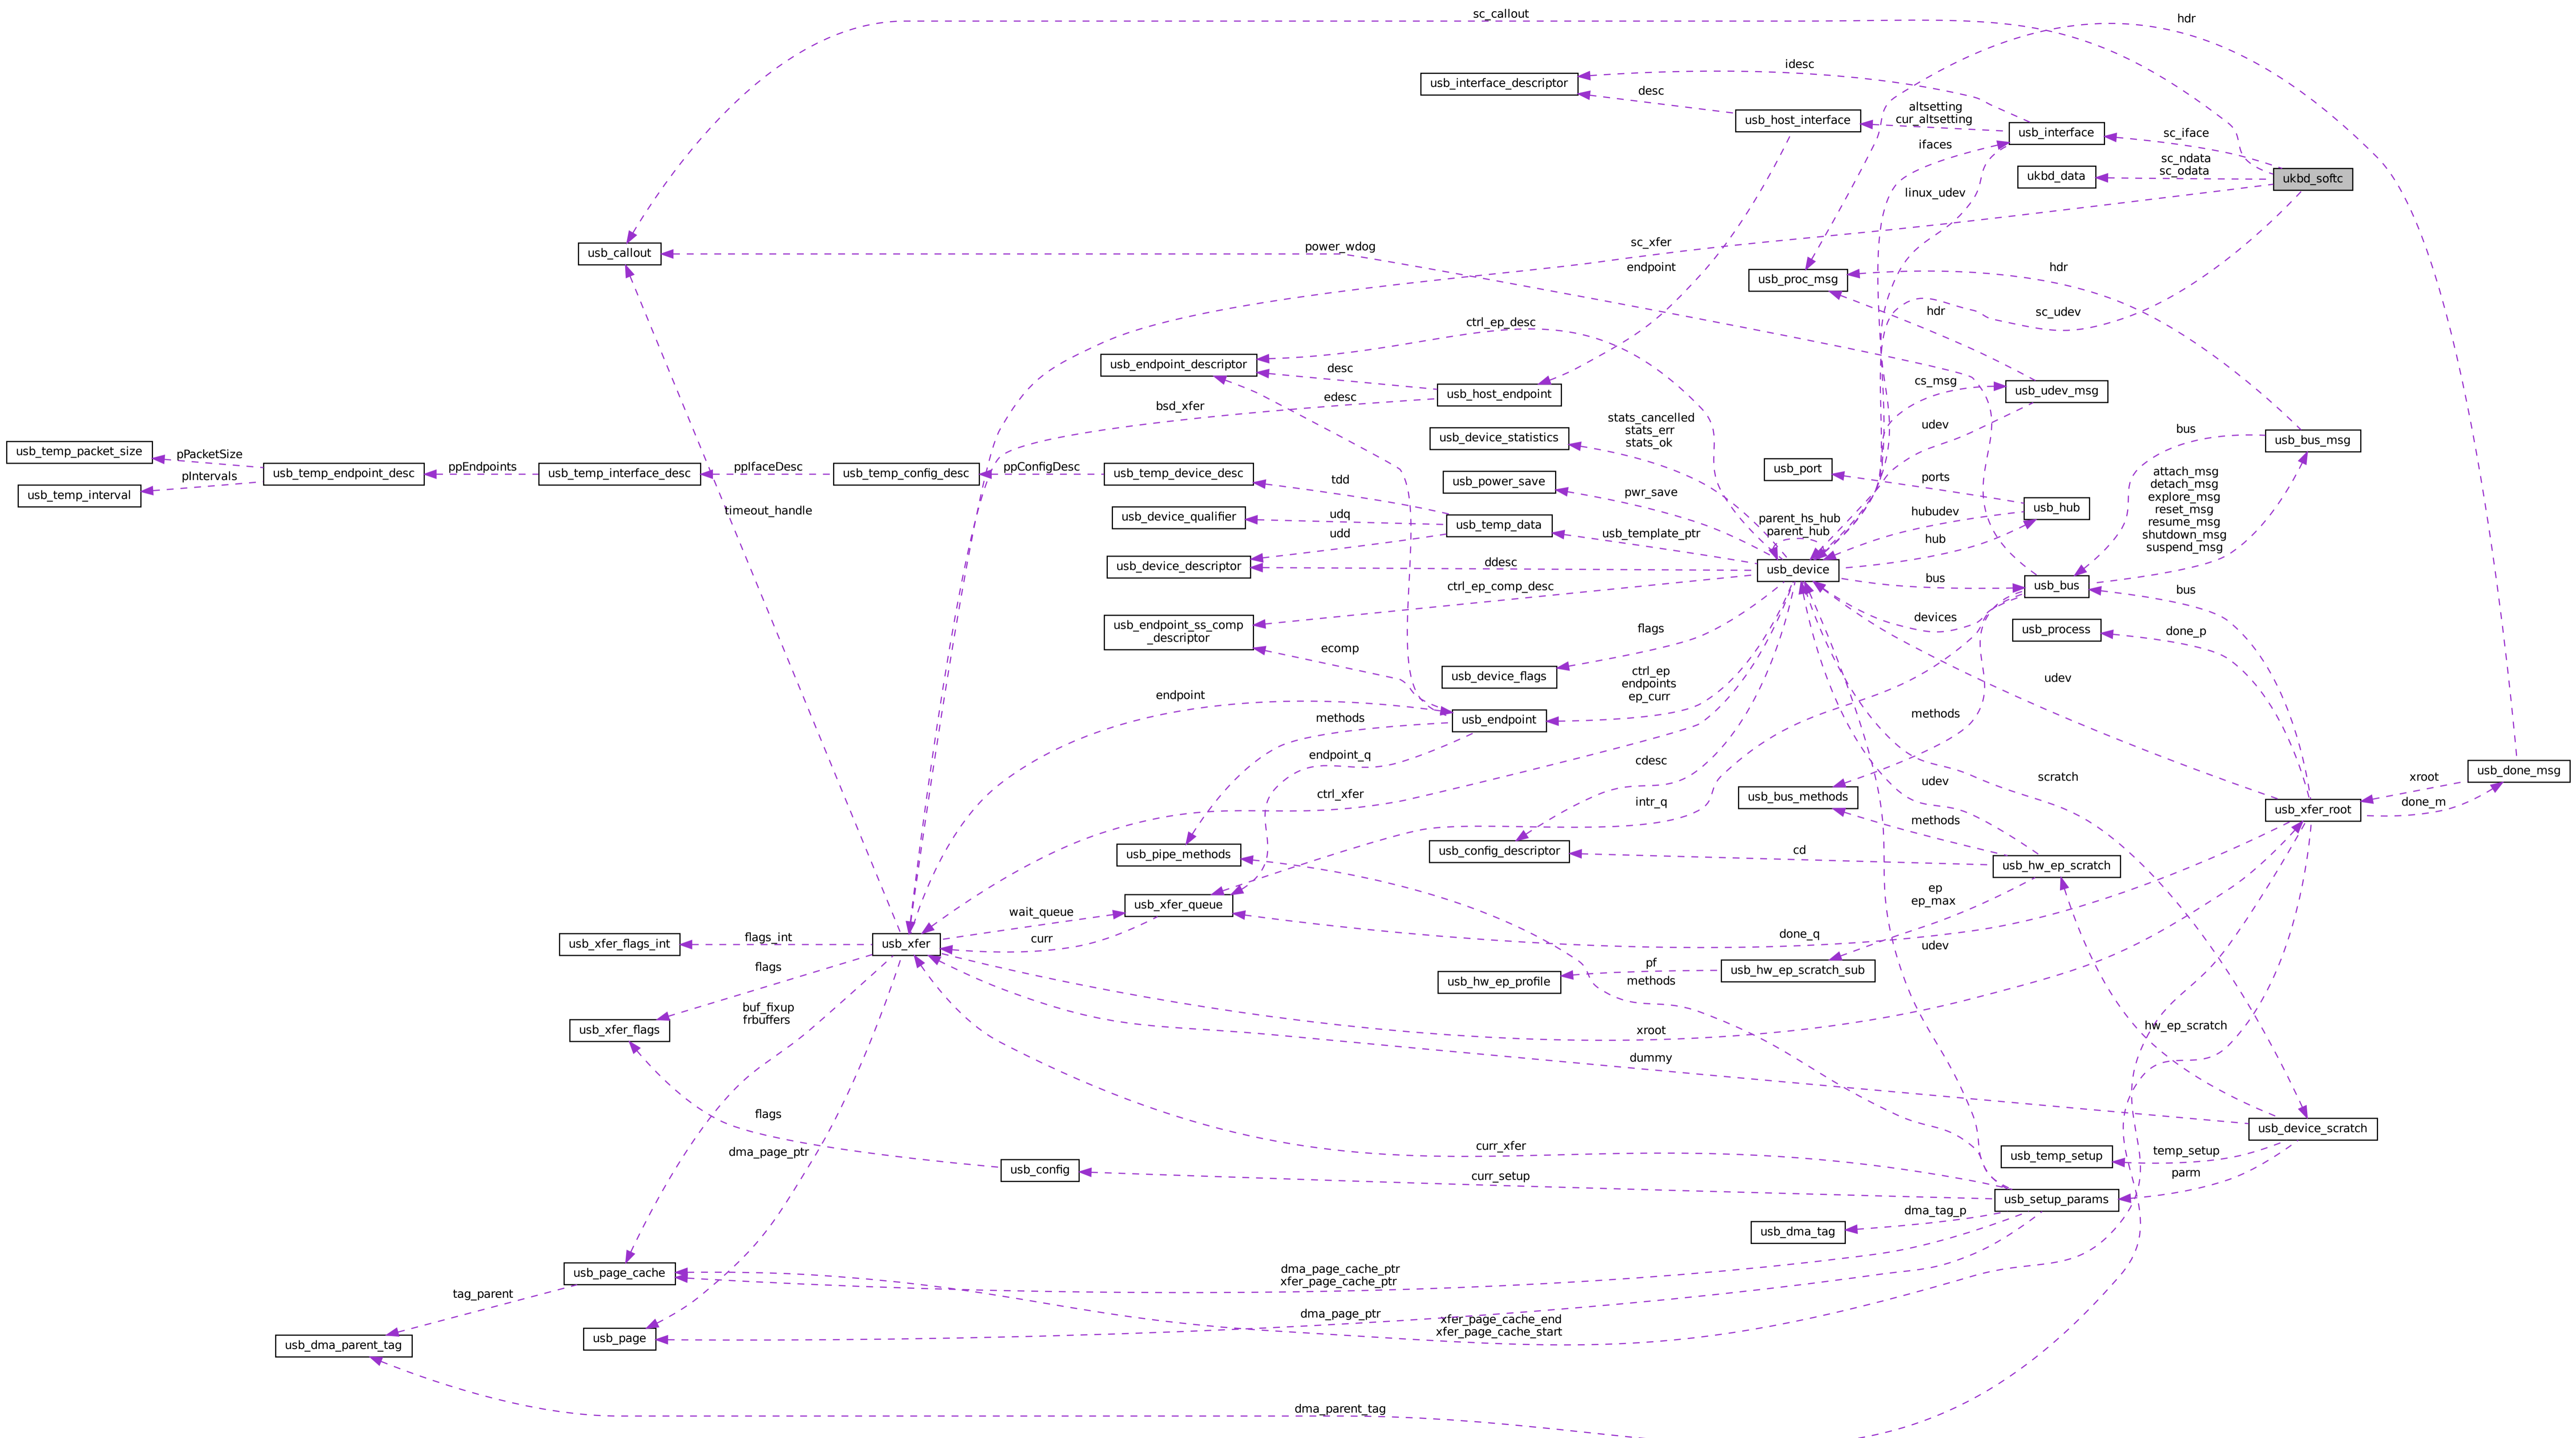 sc_callout
hdr
idesc
usb_interface_descriptor
desc
altsetting
cur_altsetting
usb_host_interface
usb_interface
sc_iface
ifaces
sc_ndata
sc_odata
ukbd_data
ukbd_softc
linux_udev
usb_callout
power_wdog
sc_xfer
endpoint
usb_proc_msg
hdr
hdr
sc_udev
ctrl_ep_desc
usb_endpoint_descriptor
desc
edesc
usb_host_endpoint
cs_msg
usb_udev_msg
bsd_xfer
stats_cancelled
stats_err
stats_ok
udev
usb_device_statistics
bus
usb_bus_msg
usb_temp_packet_size
pPacketSize
usb_temp_endpoint_desc
ppEndpoints
usb_temp_interface_desc
ppIfaceDesc
usb_temp_config_desc
ppConfigDesc
usb_temp_device_desc
pIntervals
usb_temp_interval
tdd
usb_power_save
pwr_save
usb_port
ports
attach_msg
detach_msg
explore_msg
reset_msg
resume_msg
shutdown_msg
suspend_msg
timeout_handle
usb_device_qualifier
udq
udd
usb_temp_data
usb_template_ptr
parent_hs_hub
parent_hub
hubudev
usb_hub
hub
usb_device_descriptor
ddesc
usb_device
bus
usb_bus
ctrl_ep_comp_desc
bus
usb_endpoint_ss_comp
_descriptor
ecomp
flags
devices
usb_process
done_p
usb_device_flags
ctrl_ep
endpoints
ep_curr
udev
endpoint
methods
usb_endpoint
methods
endpoint_q
cdesc
udev
scratch
xroot
usb_done_msg
ctrl_xfer
intr_q
usb_bus_methods
methods
usb_xfer_root
done_m
usb_pipe_methods
usb_config_descriptor
cd
usb_hw_ep_scratch
ep
ep_max
usb_xfer_queue
wait_queue
curr
usb_xfer_flags_int
flags_int
usb_xfer
done_q
udev
flags
pf
usb_hw_ep_scratch_sub
usb_hw_ep_profile
methods
buf_fixup
frbuffers
usb_xfer_flags
xroot
hw_ep_scratch
dummy
flags
usb_device_scratch
dma_page_ptr
curr_xfer
usb_temp_setup
temp_setup
usb_config
curr_setup
parm
usb_setup_params
dma_tag_p
usb_dma_tag
usb_page_cache
dma_page_cache_ptr
xfer_page_cache_ptr
tag_parent
dma_page_ptr
xfer_page_cache_end
xfer_page_cache_start
usb_page
usb_dma_parent_tag
dma_parent_tag